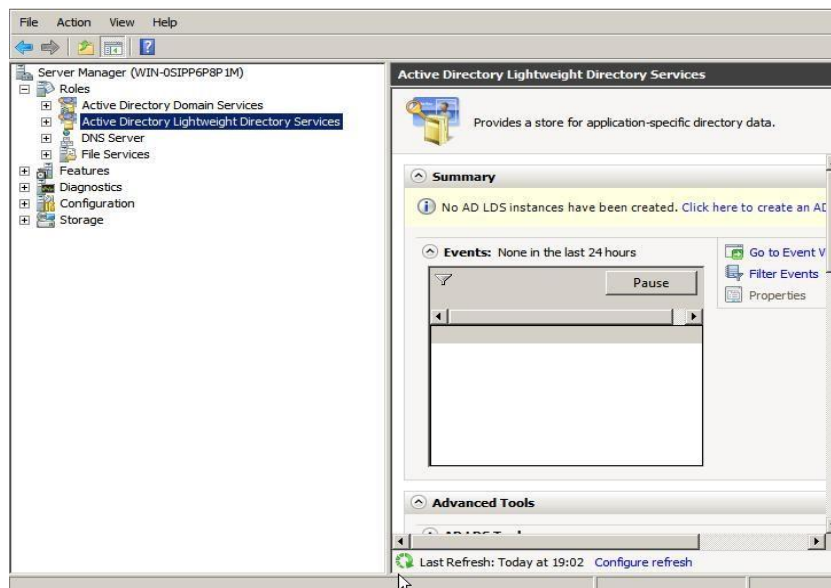 File Action View Help
Server Manager (WIN-0SIPP6P8P1M)
Roles
Active Directory Domain Services
Active Directory Lightweight Directory Services
DNS Server
File Services
Features
Diagnostics
Configuration
Storage
Active Directory Lightweight Directory Services
Provides a store for application-specific directory data.
Summary
No AD LDS instances have been created. Click here to create an AD
Events: None in the last 24 hours
Pause
Go to Event V
Filter Events
Properties
Advanced Tools
Last Refresh: Today at 19:02 Configure refresh